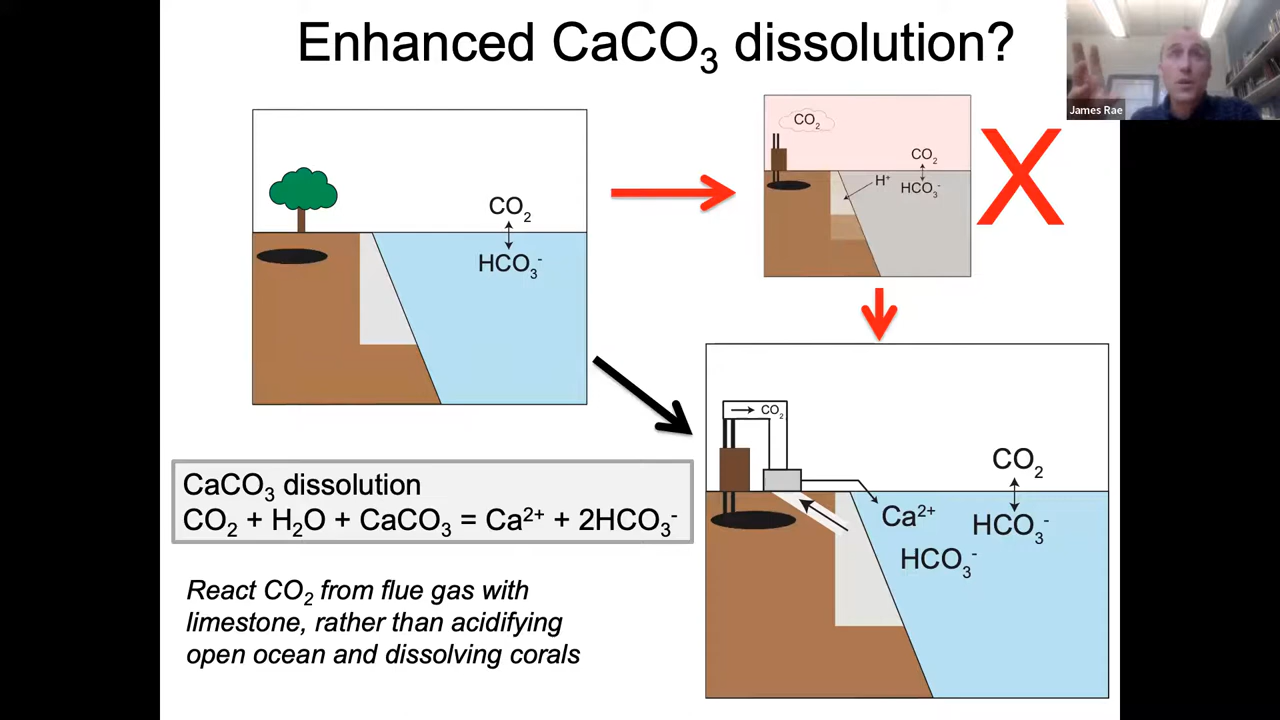 Enhanced CaCO₃ dissolution?
James Rae
CO₂
HCO₃⁻
CO₂
H⁺
CO₂
HCO₃⁻
CaCO₃ dissolution
CO₂ + H₂O + CaCO₃ = Ca²⁺ + 2HCO₃⁻
React CO₂ from flue gas with
limestone, rather than acidifying
open ocean and dissolving corals
CO₂
CO₂
HCO₃⁻
Ca²⁺
HCO₃⁻